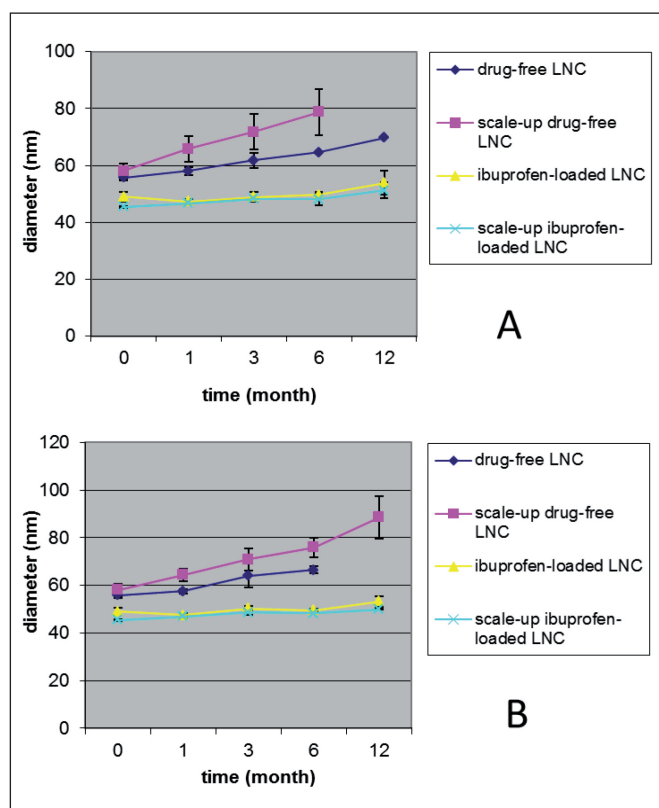 100
80
60
40
20
0
diameter (nm)
0 1 3 6 12
time (month)
drug-free LNC
scale-up drug-free
LNC
ibuprofen-loaded LNC
scale-up ibuprofen-
loaded LNC
A
120
100
80
60
40
20
0
diameter (nm)
0 1 3 6 12
time (month)
drug-free LNC
scale-up drug-free
LNC
ibuprofen-loaded LNC
scale-up ibuprofen-
loaded LNC
B